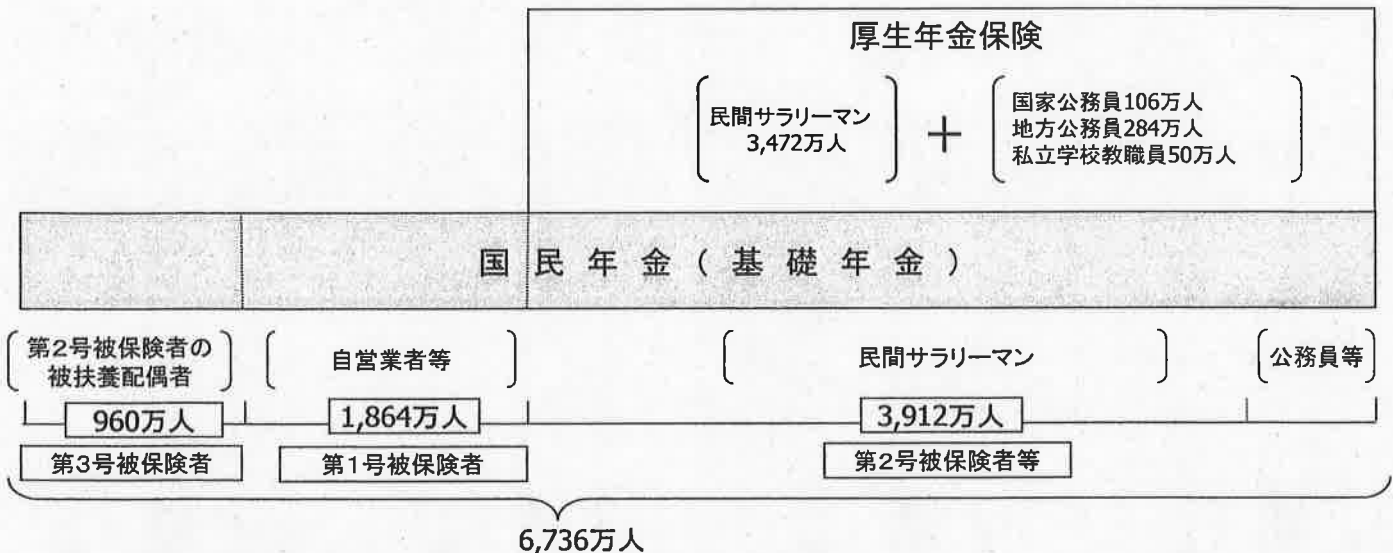 厚生年金保険
民間サラリーマン
3,472万人
＋
国家公務員106万人
地方公務員284万人
私立学校教職員50万人
国民年金(基礎年金)
第2号被保険者の
被扶養配偶者
自営業者等
民間サラリーマン
公務員等
960万人
1,864万人
3,912万人
第3号被保険者
第1号被保険者
第2号被保険者等
6,736万人